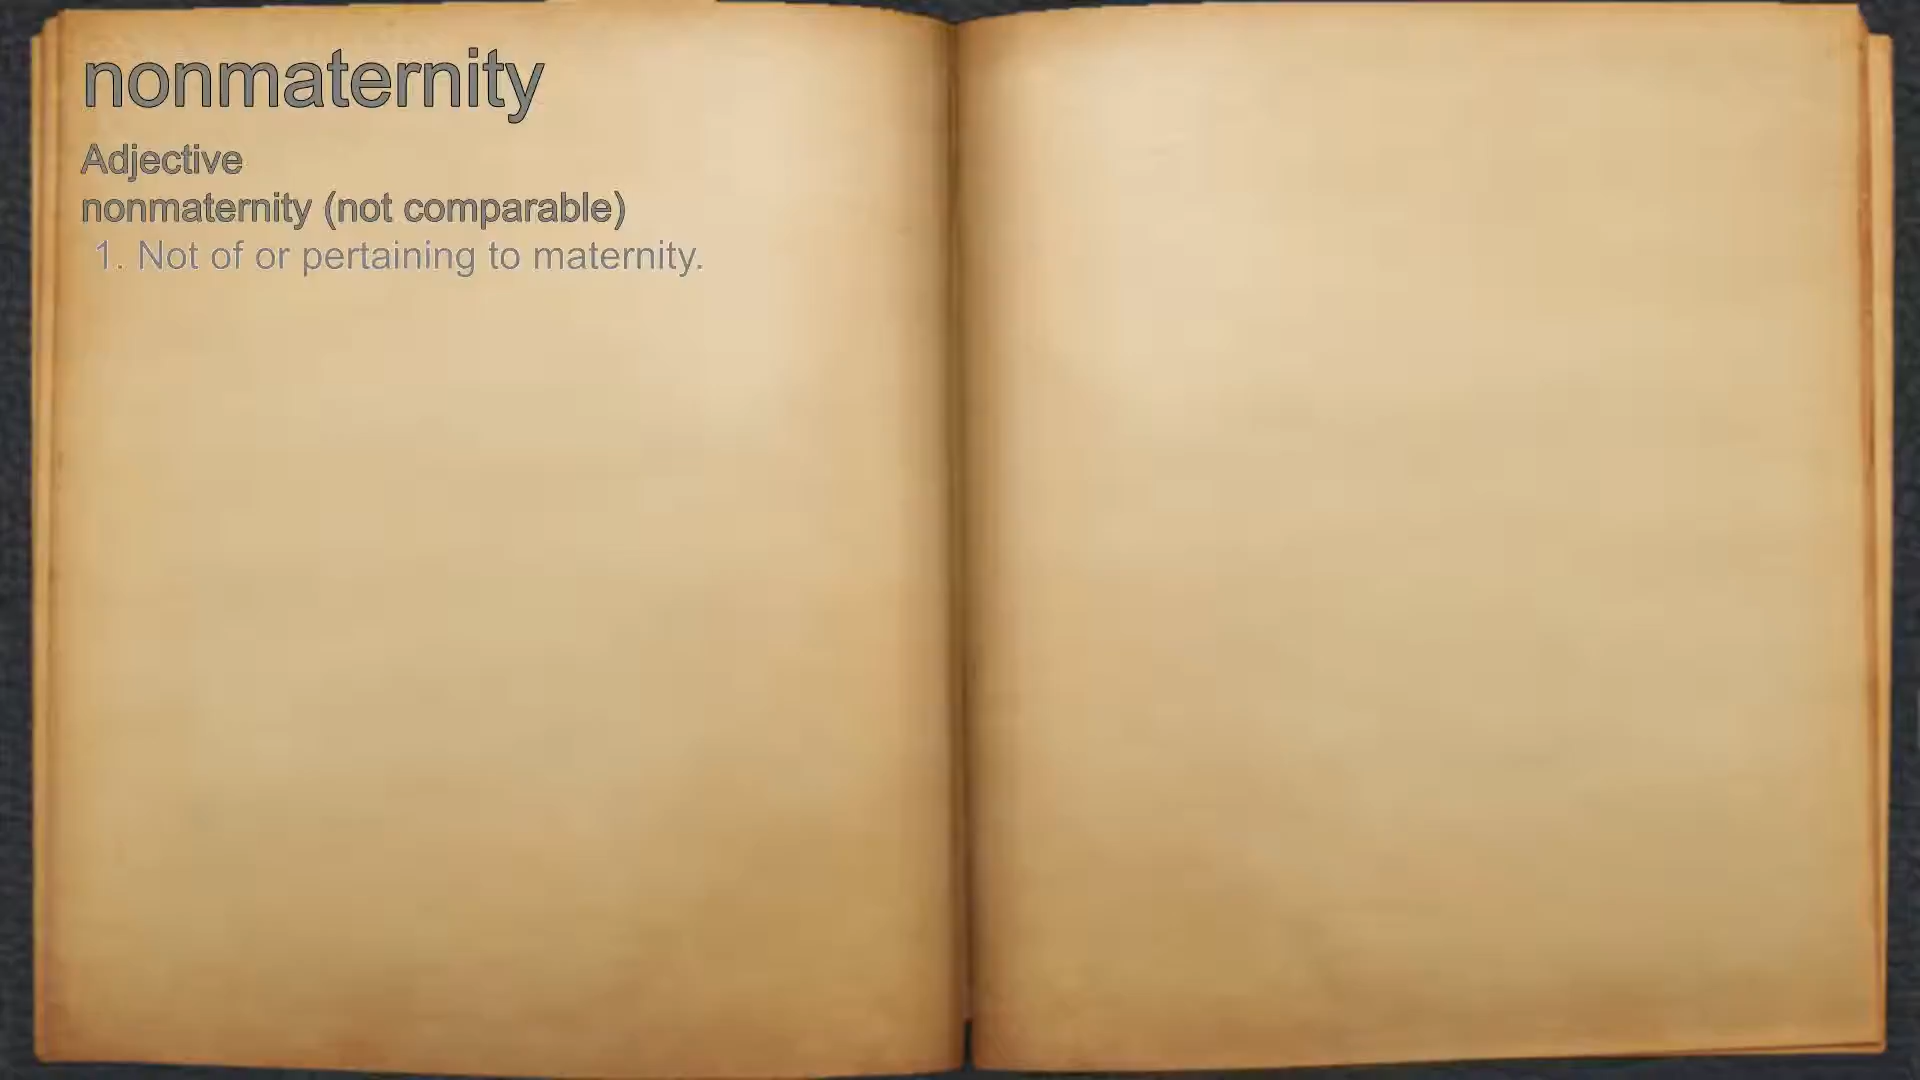 nonmaternity
Adjective
nonmaternity (not comparable)
1. Not of or pertaining to maternity.